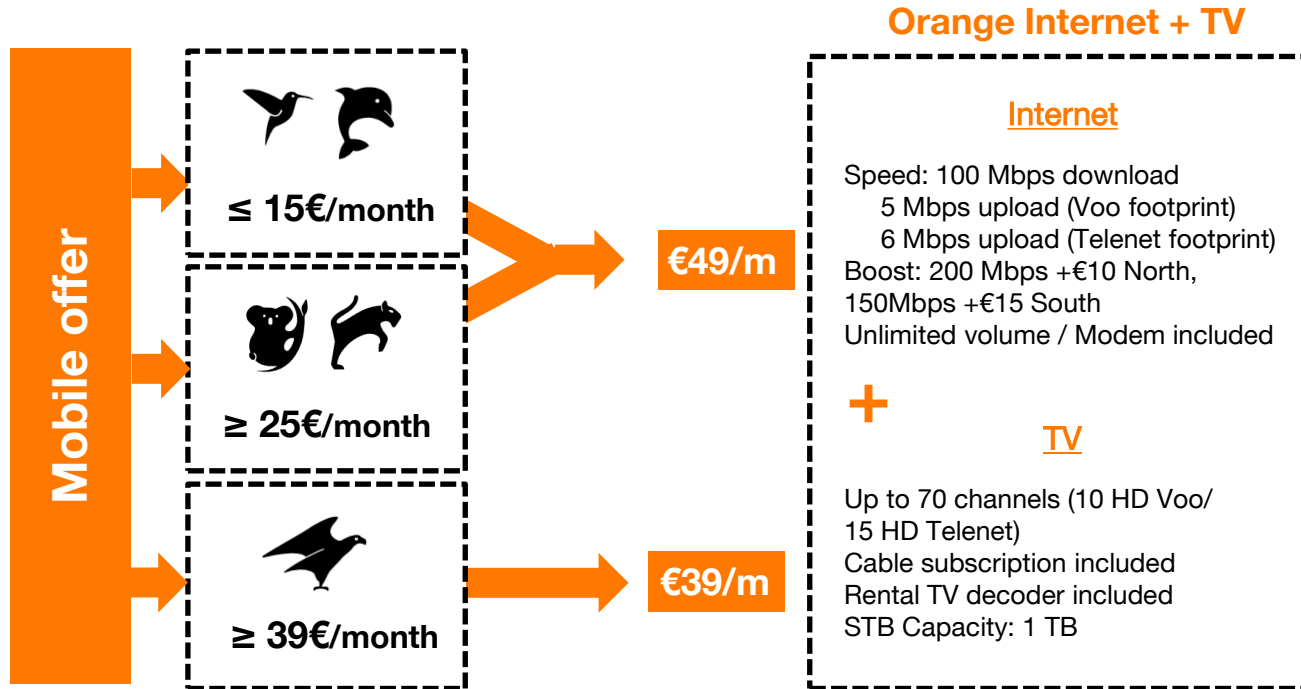 Orange Internet + TV
Mobile offer
≤ 15€/month
≥ 25€/month
≥ 39€/month
€49/m
€39/m
Internet
Speed: 100 Mbps download
5 Mbps upload (Voo footprint)
6 Mbps upload (Telenet footprint)
Boost: 200 Mbps +€10 North,
150Mbps +€15 South
Unlimited volume / Modem included
+
TV
Up to 70 channels (10 HD Voo/
15 HD Telenet)
Cable subscription included
Rental TV decoder included
STB Capacity: 1 TB